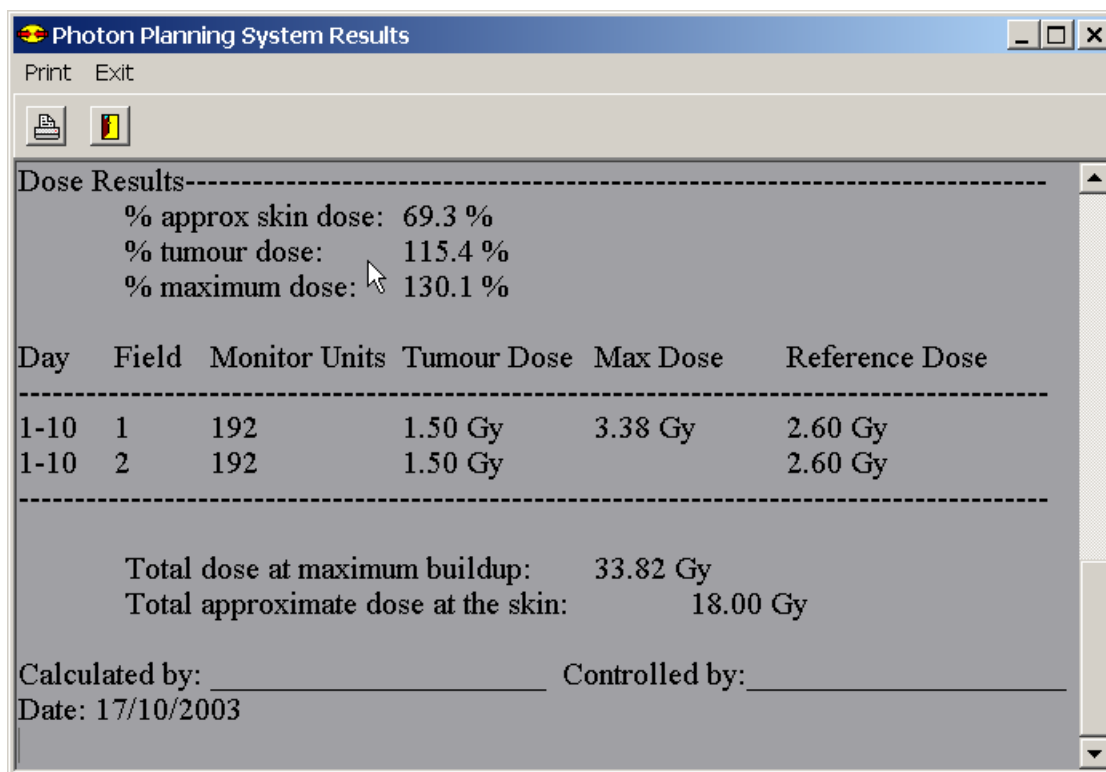 Photon Planning System Results
Print Exit
Dose Results-----------------------------------------------------------------------------
% approx skin dose: 69.3 %
% tumour dose: 115.4 %
% maximum dose: 130.1 %
Day Field Monitor Units Tumour Dose Max Dose Reference Dose
--------------------------------------------------------------------------------------------
1-10 1 192 1.50 Gy 3.38 Gy 2.60 Gy
1-10 2 192 1.50 Gy 2.60 Gy
--------------------------------------------------------------------------------------------
Total dose at maximum buildup: 33.82 Gy
Total approximate dose at the skin: 18.00 Gy
Calculated by: ________________________ Controlled by:_______________________
Date: 17/10/2003